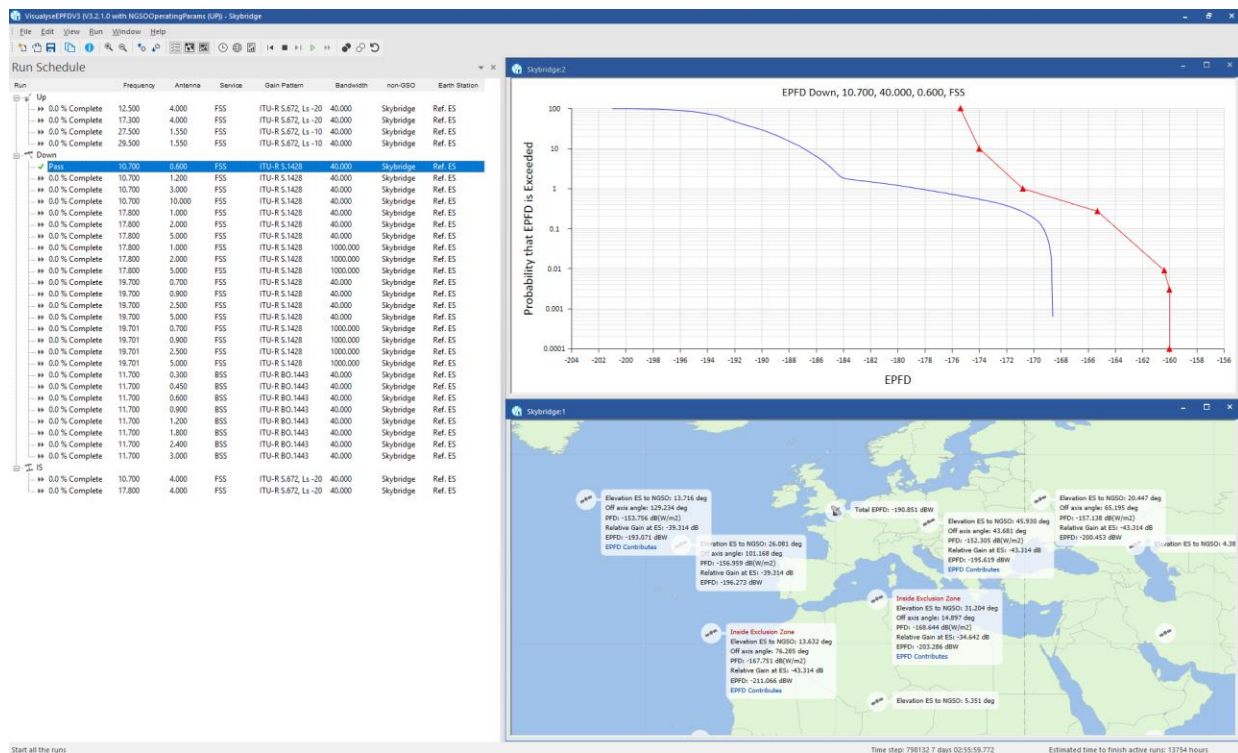 VisualyseEPFDV3 (V3.2.1.0 with NGSOOperatingParams (UP)) - Skybridge
File Edit View Run Window Help
Run Schedule
Run Frequency Antenna Service Gain Pattern Bandwidth non-GSO Earth Station
Up
0.0 % Complete 12.500 4.000 FSS ITU-R S.672, Ls -20 40.000 Skybridge Ref. ES
0.0 % Complete 17.300 4.000 FSS ITU-R S.672, Ls -20 40.000 Skybridge Ref. ES
0.0 % Complete 27.500 1.550 FSS ITU-R S.672, Ls -10 40.000 Skybridge Ref. ES
0.0 % Complete 29.500 1.550 FSS ITU-R S.672, Ls -10 40.000 Skybridge Ref. ES
Down
Pass 10.700 0.600 FSS ITU-R S.1428 40.000 Skybridge Ref. ES
0.0 % Complete 10.700 1.200 FSS ITU-R S.1428 40.000 Skybridge Ref. ES
0.0 % Complete 10.700 3.000 FSS ITU-R S.1428 40.000 Skybridge Ref. ES
0.0 % Complete 10.700 10.000 FSS ITU-R S.1428 40.000 Skybridge Ref. ES
0.0 % Complete 17.800 1.000 FSS ITU-R S.1428 40.000 Skybridge Ref. ES
0.0 % Complete 17.800 2.000 FSS ITU-R S.1428 40.000 Skybridge Ref. ES
0.0 % Complete 17.800 5.000 FSS ITU-R S.1428 40.000 Skybridge Ref. ES
0.0 % Complete 17.800 1.000 FSS ITU-R S.1428 1000.000 Skybridge Ref. ES
0.0 % Complete 17.800 2.000 FSS ITU-R S.1428 1000.000 Skybridge Ref. ES
0.0 % Complete 17.800 5.000 FSS ITU-R S.1428 1000.000 Skybridge Ref. ES
0.0 % Complete 19.700 0.700 FSS ITU-R S.1428 40.000 Skybridge Ref. ES
0.0 % Complete 19.700 0.900 FSS ITU-R S.1428 40.000 Skybridge Ref. ES
0.0 % Complete 19.700 2.500 FSS ITU-R S.1428 40.000 Skybridge Ref. ES
0.0 % Complete 19.700 5.000 FSS ITU-R S.1428 40.000 Skybridge Ref. ES
0.0 % Complete 19.701 0.700 FSS ITU-R S.1428 1000.000 Skybridge Ref. ES
0.0 % Complete 19.701 0.900 FSS ITU-R S.1428 1000.000 Skybridge Ref. ES
0.0 % Complete 19.701 2.500 FSS ITU-R S.1428 1000.000 Skybridge Ref. ES
0.0 % Complete 19.701 5.000 FSS ITU-R S.1428 1000.000 Skybridge Ref. ES
0.0 % Complete 11.700 0.300 BSS ITU-R BO.1443 40.000 Skybridge Ref. ES
0.0 % Complete 11.700 0.450 BSS ITU-R BO.1443 40.000 Skybridge Ref. ES
0.0 % Complete 11.700 0.600 BSS ITU-R BO.1443 40.000 Skybridge Ref. ES
0.0 % Complete 11.700 0.900 BSS ITU-R BO.1443 40.000 Skybridge Ref. ES
0.0 % Complete 11.700 1.200 BSS ITU-R BO.1443 40.000 Skybridge Ref. ES
0.0 % Complete 11.700 1.800 BSS ITU-R BO.1443 40.000 Skybridge Ref. ES
0.0 % Complete 11.700 2.400 BSS ITU-R BO.1443 40.000 Skybridge Ref. ES
0.0 % Complete 11.700 3.000 BSS ITU-R BO.1443 40.000 Skybridge Ref. ES
IS
0.0 % Complete 10.700 4.000 FSS ITU-R S.672, Ls -20 40.000 Skybridge Ref. ES
0.0 % Complete 17.800 4.000 FSS ITU-R S.672, Ls -20 40.000 Skybridge Ref. ES
Skybridge:2
EPFD Down, 10.700, 40.000, 0.600, FSS
Probability that EPFD is Exceeded
100
10
1
0.1
0.01
0.001
0.0001
-204 -202 -200 -198 -196 -194 -192 -190 -188 -186 -184 -182 -180 -178 -176 -174 -172 -170 -168 -166 -164 -162 -160 -158 -156
EPFD
Skybridge:1
Elevation ES to NGSO: 13.716 deg
Off axis angle: 129.234 deg
PFD: -153.756 dB(W/m2)
Relative Gain at ES: -39.314 dB
EPFD: -193.071 dBW
EPFD Contributes
Elevation ES to NGSO: 26.081 deg
Off axis angle: 101.168 deg
PFD: -156.959 dB(W/m2)
Relative Gain at ES: -39.314 dB
EPFD: -196.273 dBW
Total EPFD: -190.851 dBW
Elevation ES to NGSO: 45.930 deg
Off axis angle: 43.681 deg
PFD: -152.305 dB(W/m2)
Relative Gain at ES: -43.314 dB
EPFD: -195.619 dBW
EPFD Contributes
Elevation ES to NGSO: 20.447 deg
Off axis angle: 65.195 deg
PFD: -157.138 dB(W/m2)
Relative Gain at ES: -43.314 dB
EPFD: -200.453 dBW
Elevation ES to NGSO: 4.38
Inside Exclusion Zone
Elevation ES to NGSO: 31.204 deg
Off axis angle: 14.897 deg
PFD: -168.644 dB(W/m2)
Relative Gain at ES: -34.642 dB
EPFD: -203.286 dBW
EPFD Contributes
Inside Exclusion Zone
Elevation ES to NGSO: 13.632 deg
Off axis angle: 76.285 deg
PFD: -167.751 dB(W/m2)
Relative Gain at ES: -43.314 dB
EPFD: -211.066 dBW
EPFD Contributes
Elevation ES to NGSO: 5.351 deg
Start all the runs
Time step: 798132 7 days 02:55:59.772
Estimated time to finish active runs: 13754 hours